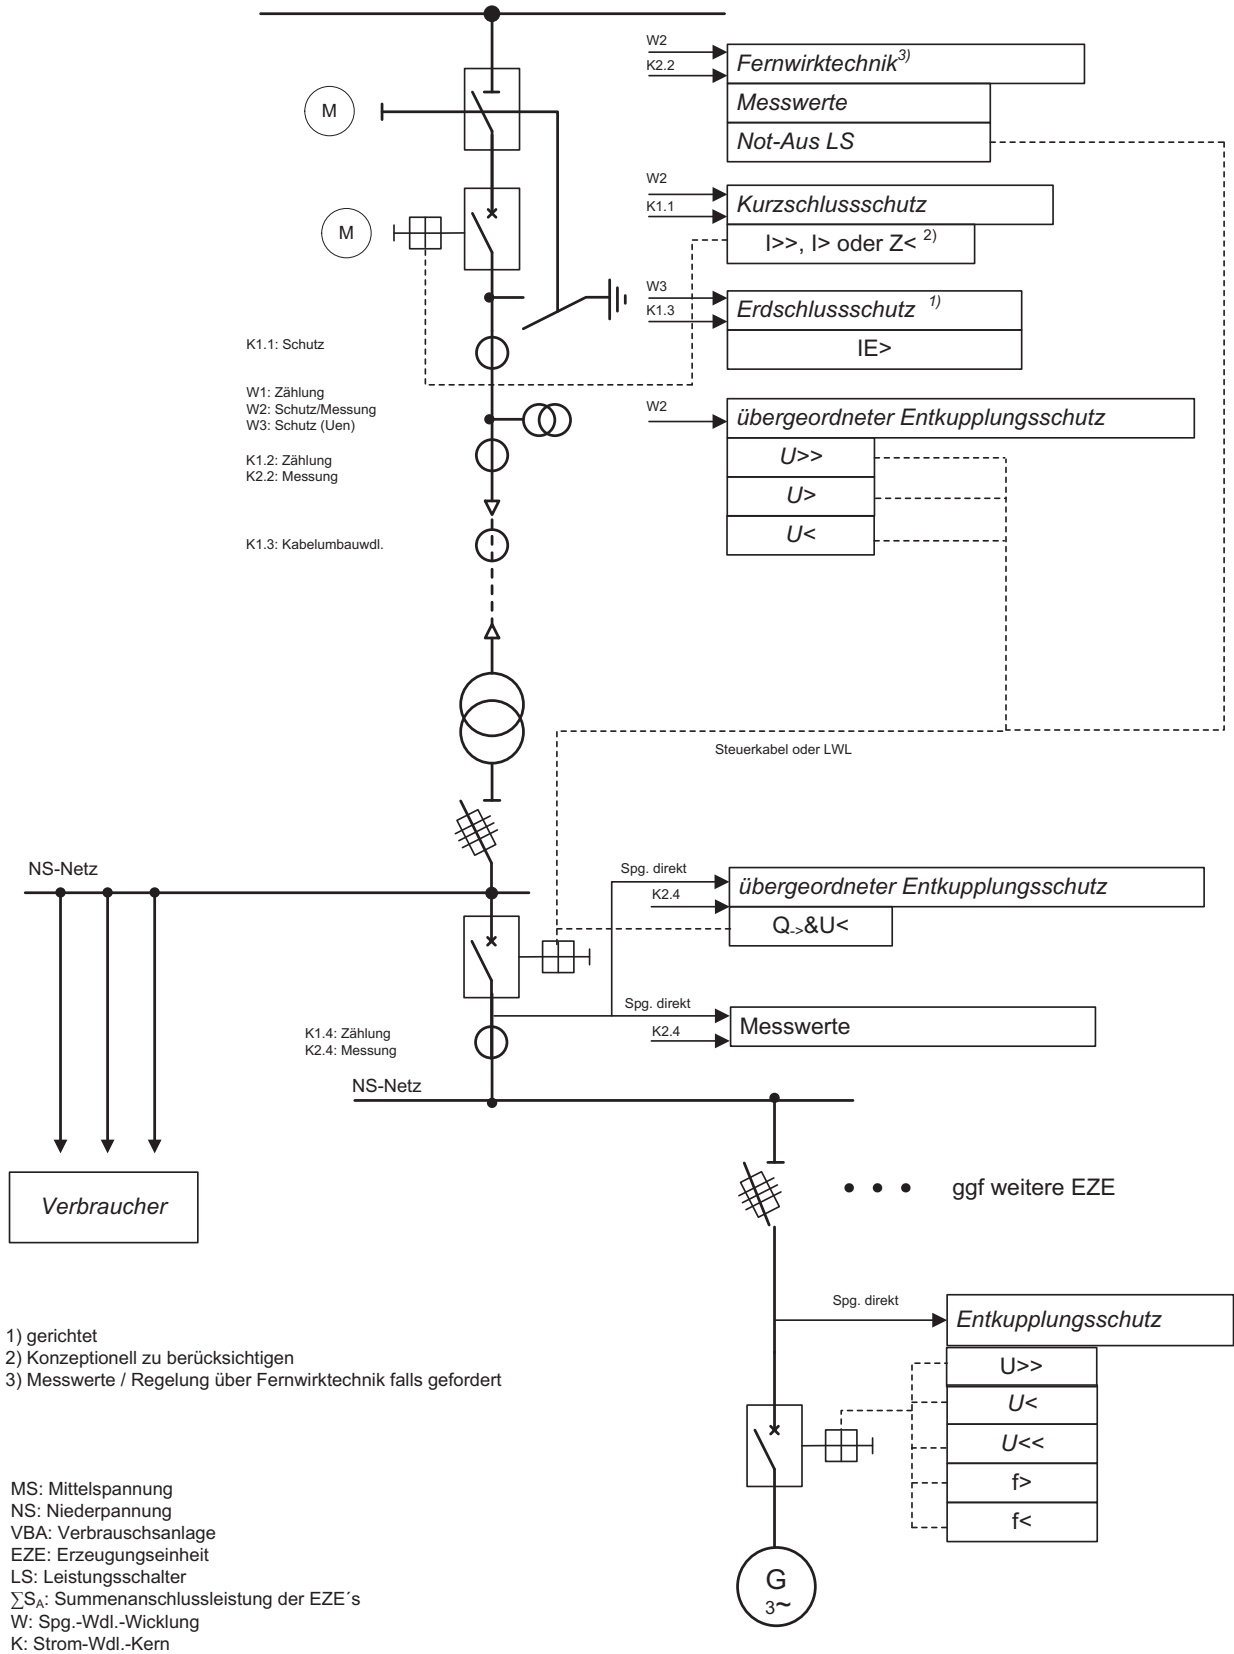 W2
K2.2
Fernwirktechnik3)
M
Messwerte
Not-Aus LS
W2
K1.1
Kurzschlussschutz
M
I>>, I> oder Z< 2)
W3
K1.3
Erdschlussschutz 1)
IE>
K1.1: Schutz
W1: Zählung
W2: Schutz/Messung
W3: Schutz (Uen)
W2
übergeordneter Entkupplungsschutz
U>>
U>
U<
K1.2: Zählung
K2.2: Messung
K1.3: Kabelumbauwdl.
Steuerkabel oder LWL
NS-Netz
Spg. direkt
K2.4
übergeordneter Entkupplungsschutz
Q->&U<
Spg. direkt
K2.4
Messwerte
K1.4: Zählung
K2.4: Messung
NS-Netz
Verbraucher
ggf weitere EZE
Spg. direkt
Entkupplungsschutz
U>>
U<
U<<
f>
f<
G
3~
1) gerichtet
2) Konzeptionell zu berücksichtigen
3) Messwerte / Regelung über Fernwirktechnik falls gefordert
MS: Mittelspannung
NS: Niederpannung
VBA: Verbrauschsanlage
EZE: Erzeugungseinheit
LS: Leistungsschalter
∑SA: Summenanschlussleistung der EZE´s
W: Spg.-Wdl.-Wicklung
K: Strom-Wdl.-Kern